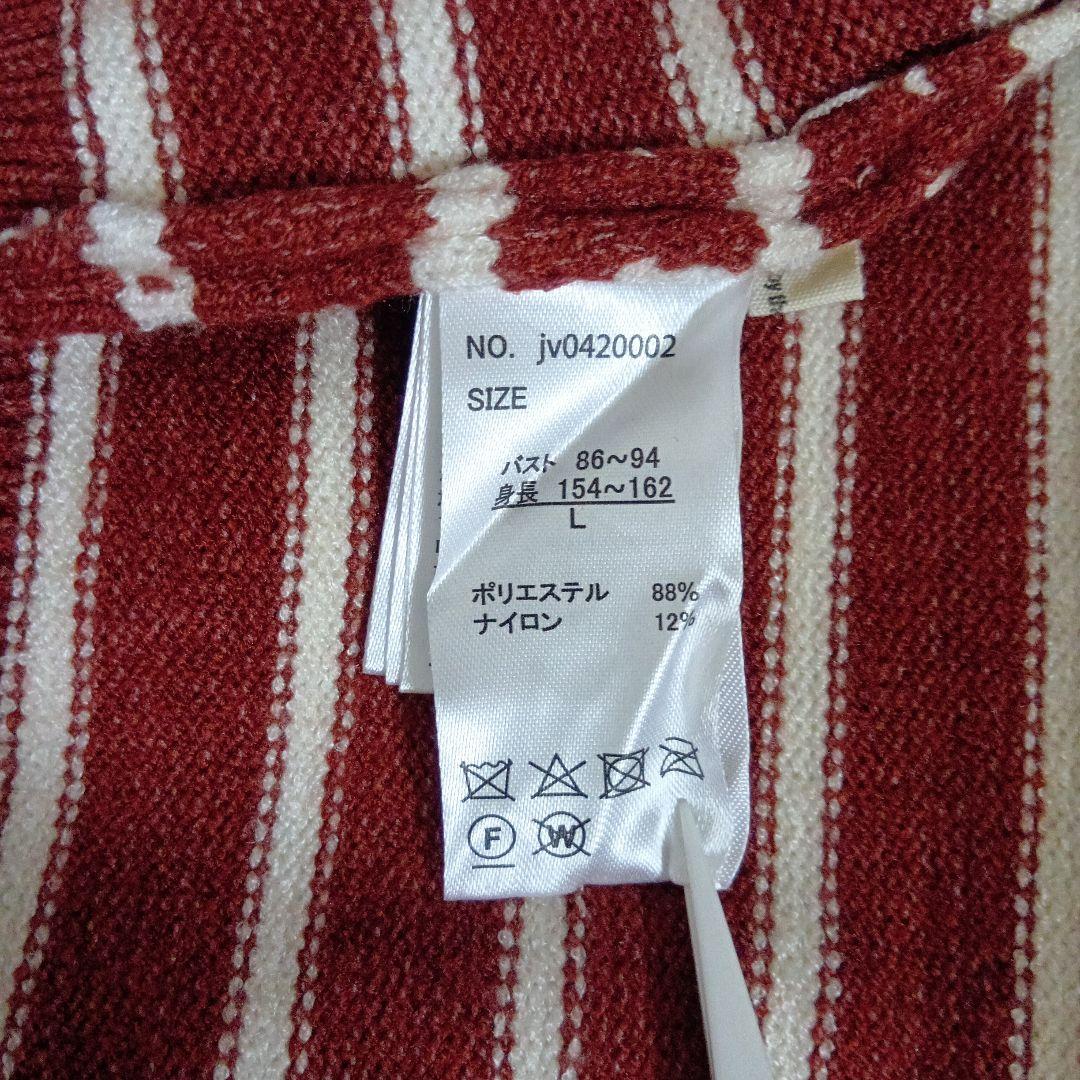 NO. jv0420002
SIZE
バスト 86～94
身長 154～162
L
ポリエステル 88%
ナイロン 12%
F
W